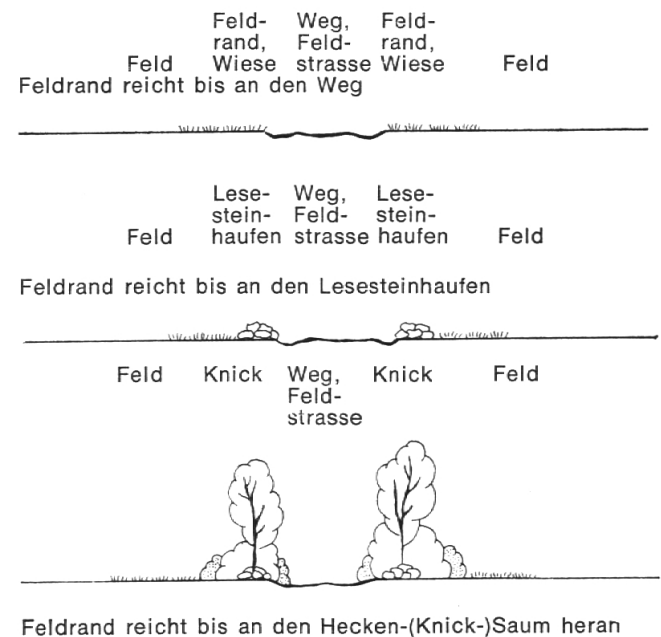 Feld- Weg, Feld-
rand, Feld- rand,
Feld Wiese strasse Wiese Feld
Feldrand reicht bis an den Weg
Lese- Weg, Lese-
stein- Feld- stein-
Feld haufen strasse haufen Feld
Feldrand reicht bis an den Lesesteinhaufen
Feld Knick Weg, Knick Feld
Feld-
strasse
Feldrand reicht bis an den Hecken-(Knick-)Saum heran